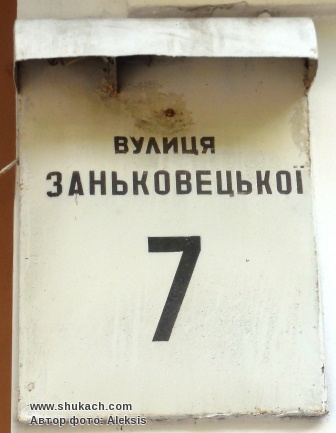 ВУЛИЦЯ
ЗАНЬКОВЕЦЬКОЇ
7
www.shukach.com
Автор фото: Aleksis